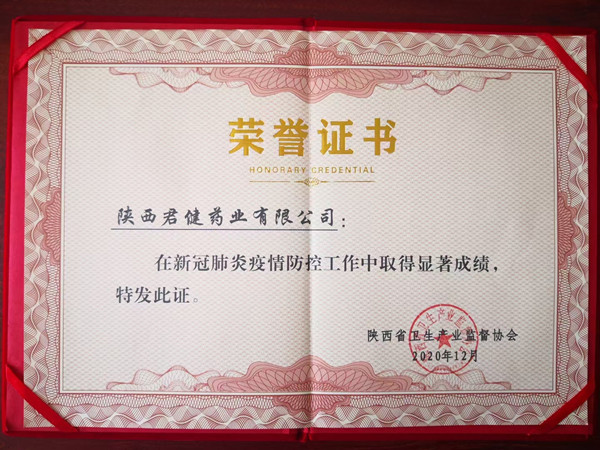 荣誉证书
HONORARY CREDENTIAL
陕西君健药业有限公司：
在新冠肺炎疫情防控工作中取得显著成绩，
特发此证。
陕西省卫生产业监督协会
2020年12月